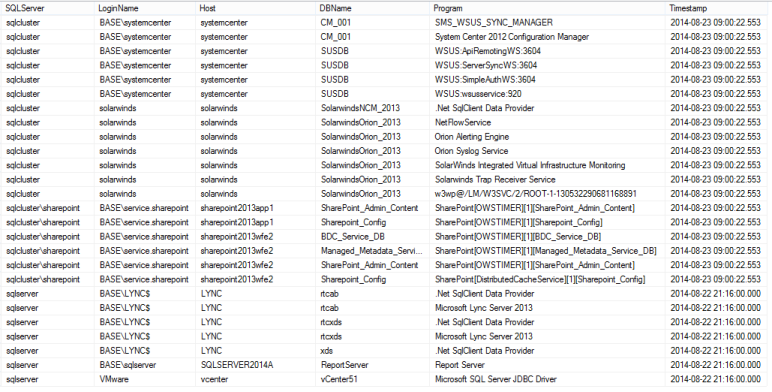 SQLServer LoginName Host DBName Program Timestamp
sqlcluster BASE\systemcenter systemcenter CM_001 SMS_WSUS_SYNC_MANAGER 2014-08-23 09:00:22.553
sqlcluster BASE\systemcenter systemcenter CM_001 System Center 2012 Configuration Manager 2014-08-23 09:00:22.553
sqlcluster BASE\systemcenter systemcenter SUSDB WSUS:ApiRemotingWS:3604 2014-08-23 09:00:22.553
sqlcluster BASE\systemcenter systemcenter SUSDB WSUS:ServerSyncWS:3604 2014-08-23 09:00:22.553
sqlcluster BASE\systemcenter systemcenter SUSDB WSUS:SimpleAuthWS:3604 2014-08-23 09:00:22.553
sqlcluster BASE\systemcenter systemcenter SUSDB WSUS:wsusservice:920 2014-08-23 09:00:22.553
sqlcluster solarwinds solarwinds SolarwindsNCM_2013 .Net SqlClient Data Provider 2014-08-23 09:00:22.553
sqlcluster solarwinds solarwinds SolarwindsOrion_2013 NetFlowService 2014-08-23 09:00:22.553
sqlcluster solarwinds solarwinds SolarwindsOrion_2013 Orion Alerting Engine 2014-08-23 09:00:22.553
sqlcluster solarwinds solarwinds SolarwindsOrion_2013 Orion Syslog Service 2014-08-23 09:00:22.553
sqlcluster solarwinds solarwinds SolarwindsOrion_2013 SolarWinds Integrated Virtual Infrastructure Monitoring 2014-08-23 09:00:22.553
sqlcluster solarwinds solarwinds SolarwindsOrion_2013 Solarwinds Trap Receiver Service 2014-08-23 09:00:22.553
sqlcluster solarwinds solarwinds SolarwindsOrion_2013 w3wp@/LM/W3SVC/2/ROOT-1-130532290681168891 2014-08-23 09:00:22.553
sqlcluster\sharepoint BASE\service.sharepoint sharepoint2013app1 SharePoint_Admin_Content SharePoint[OWSTIMER][1][SharePoint_Admin_Content] 2014-08-23 09:00:22.553
sqlcluster\sharepoint BASE\service.sharepoint sharepoint2013app1 Sharepoint_Config SharePoint[OWSTIMER][1][Sharepoint_Config] 2014-08-23 09:00:22.553
sqlcluster\sharepoint BASE\service.sharepoint sharepoint2013wfe2 BDC_Service_DB SharePoint[OWSTIMER][1][BDC_Service_DB] 2014-08-23 09:00:22.553
sqlcluster\sharepoint BASE\service.sharepoint sharepoint2013wfe2 Managed_Metadata_Servi... SharePoint[OWSTIMER][1][Managed_Metadata_Service_DB] 2014-08-23 09:00:22.553
sqlcluster\sharepoint BASE\service.sharepoint sharepoint2013wfe2 SharePoint_Admin_Content SharePoint[OWSTIMER][1][SharePoint_Admin_Content] 2014-08-23 09:00:22.553
sqlcluster\sharepoint BASE\service.sharepoint sharepoint2013wfe2 Sharepoint_Config SharePoint[DistributedCacheService][1][Sharepoint_Config] 2014-08-23 09:00:22.553
sqlserver BASE\LYNC$ LYNC rtcab .Net SqlClient Data Provider 2014-08-22 21:16:00.000
sqlserver BASE\LYNC$ LYNC rtcab Microsoft Lync Server 2013 2014-08-22 21:16:00.000
sqlserver BASE\LYNC$ LYNC rtcxds .Net SqlClient Data Provider 2014-08-22 21:16:00.000
sqlserver BASE\LYNC$ LYNC rtcxds Microsoft Lync Server 2013 2014-08-22 21:16:00.000
sqlserver BASE\LYNC$ LYNC xds .Net SqlClient Data Provider 2014-08-22 21:16:00.000
sqlserver BASE\sqlserver SQLSERVER2014A ReportServer Report Server 2014-08-22 21:16:00.000
sqlserver VMware vcenter vCenter51 Microsoft SQL Server JDBC Driver 2014-08-22 21:16:00.000